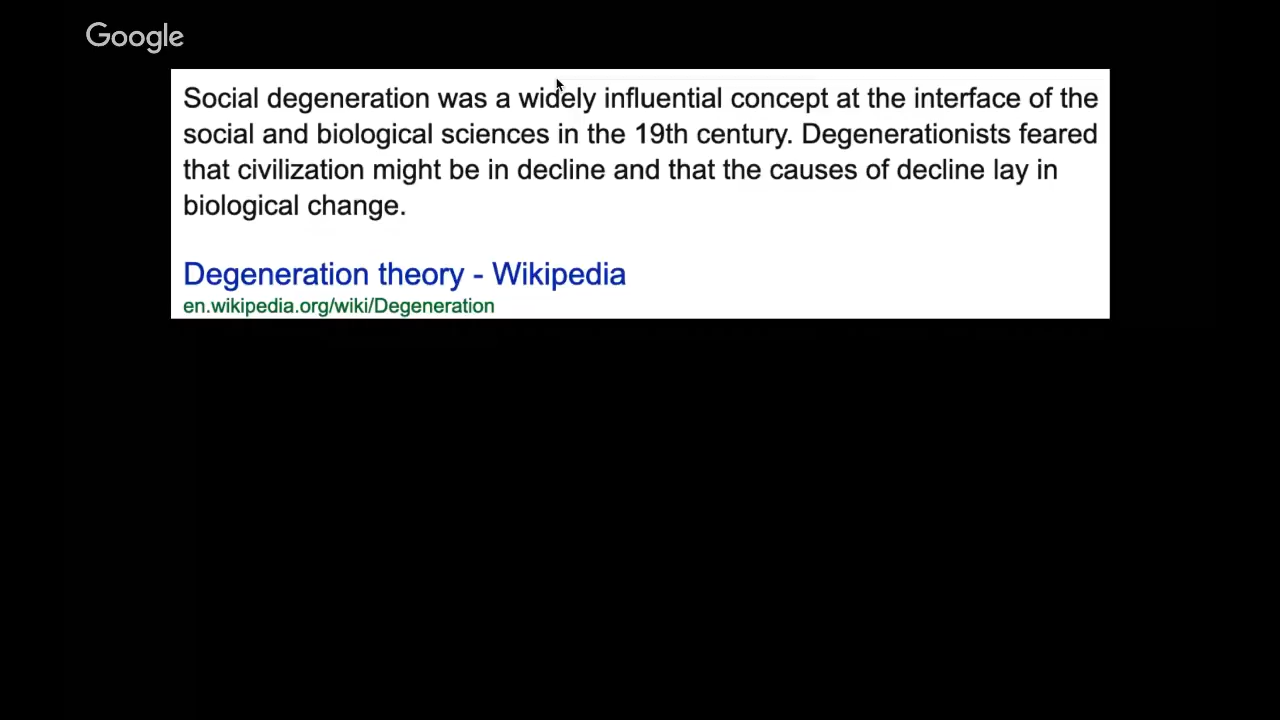 Google
Social degeneration was a widely influential concept at the interface of the
social and biological sciences in the 19th century. Degenerationists feared
that civilization might be in decline and that the causes of decline lay in
biological change.
Degeneration theory - Wikipedia
en.wikipedia.org/wiki/Degeneration